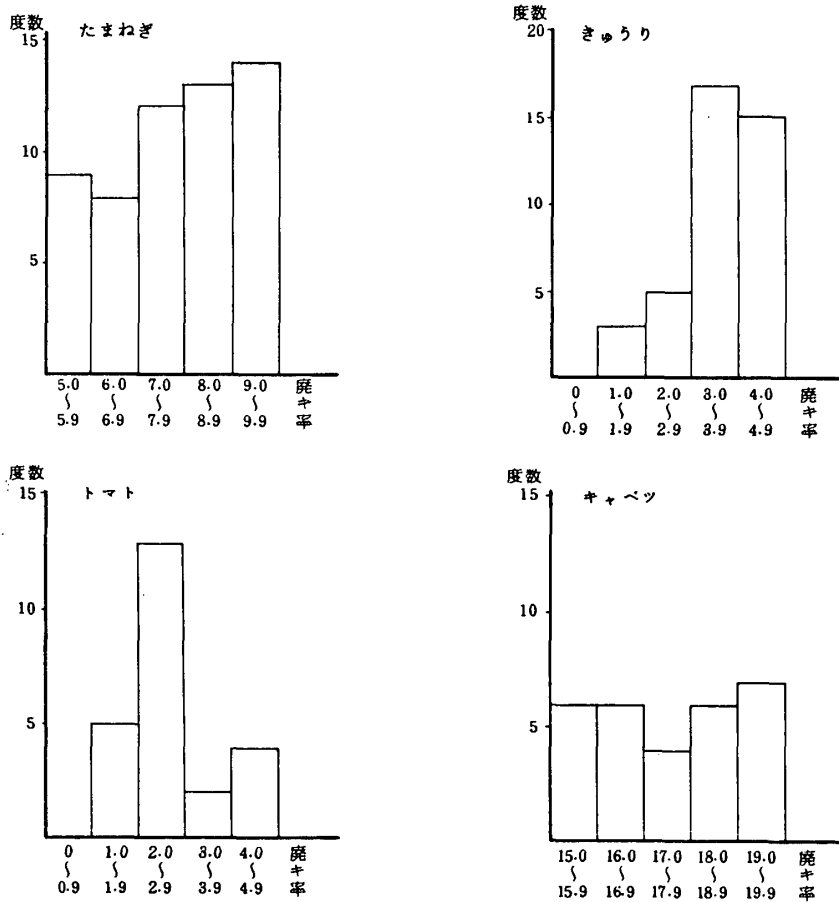 度数
たまねぎ
15
10
5
5.0 6.0 7.0 8.0 9.0 廃キ率
〜 〜 〜 〜 〜
5.9 6.9 7.9 8.9 9.9
度数
きゅうり
20
15
10
5
0 1.0 2.0 3.0 4.0 廃キ率
〜 〜 〜 〜 〜
0.9 1.9 2.9 3.9 4.9
度数
トマト
15
10
5
0 1.0 2.0 3.0 4.0 廃キ率
〜 〜 〜 〜 〜
0.9 1.9 2.9 3.9 4.9
度数
キャベツ
15
10
5
15.0 16.0 17.0 18.0 19.0 廃キ率
〜 〜 〜 〜 〜
15.9 16.9 17.9 18.9 19.9